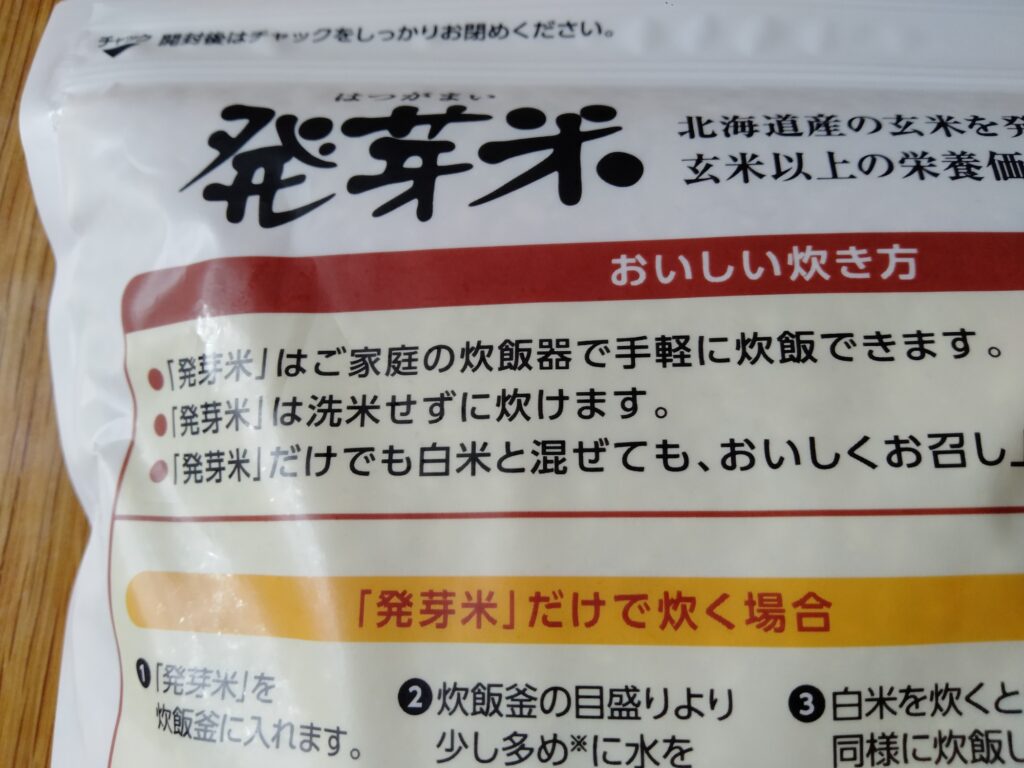 チャック 開封後はチャックをしっかりお閉めください。
はつがまい
発芽米
北海道産の玄米を発
玄米以上の栄養価
おいしい炊き方
●「発芽米」はご家庭の炊飯器で手軽に炊飯できます。
●「発芽米」は洗米せずに炊けます。
●「発芽米」だけでも白米と混ぜても、おいしくお召し
「発芽米」だけで炊く場合
❶「発芽米」を
炊飯釜に入れます。
❷炊飯釜の目盛りより
少し多め※に水を
❸白米を炊くと
同様に炊飯し